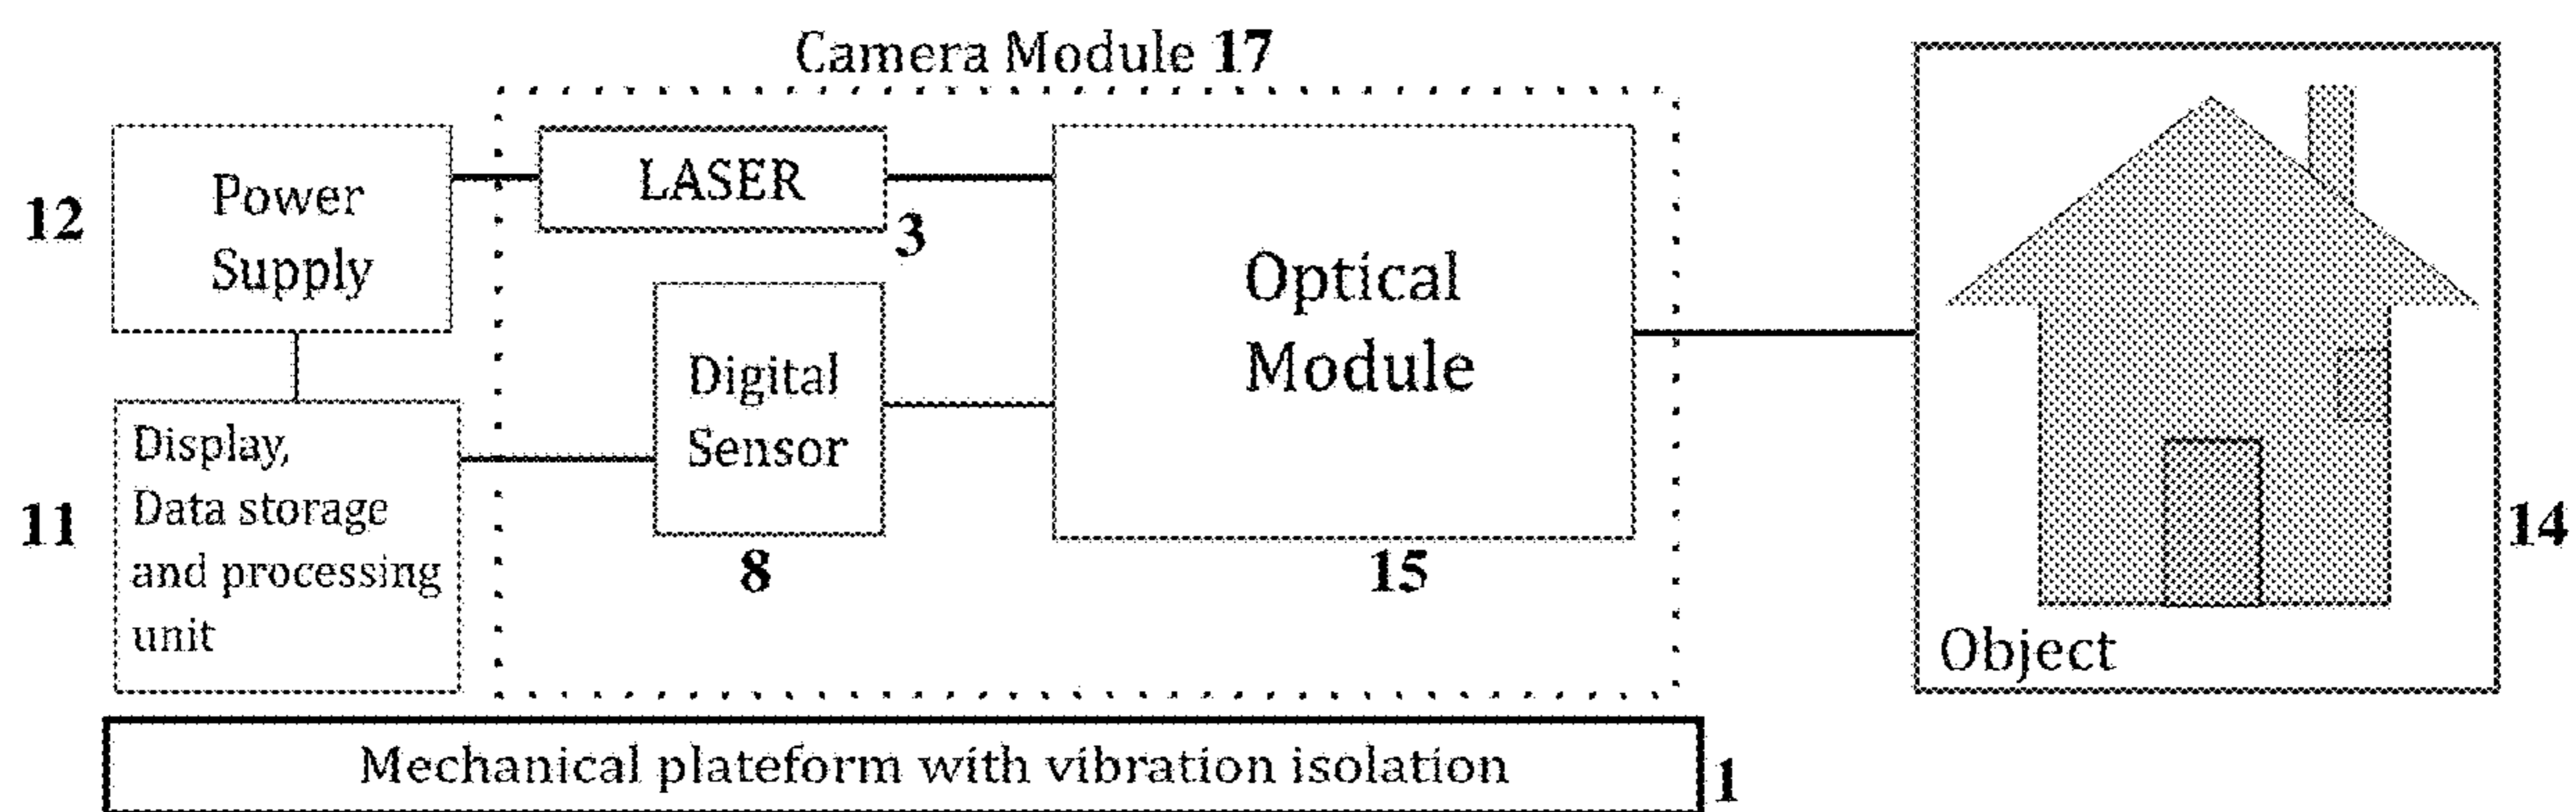 Camera Module 17
12
Power
Supply
LASER
3
Optical
Module
15
Digital
Sensor
8
11
Display,
Data storage
and processing
unit
Object
14
Mechanical plateform with vibration isolation
1